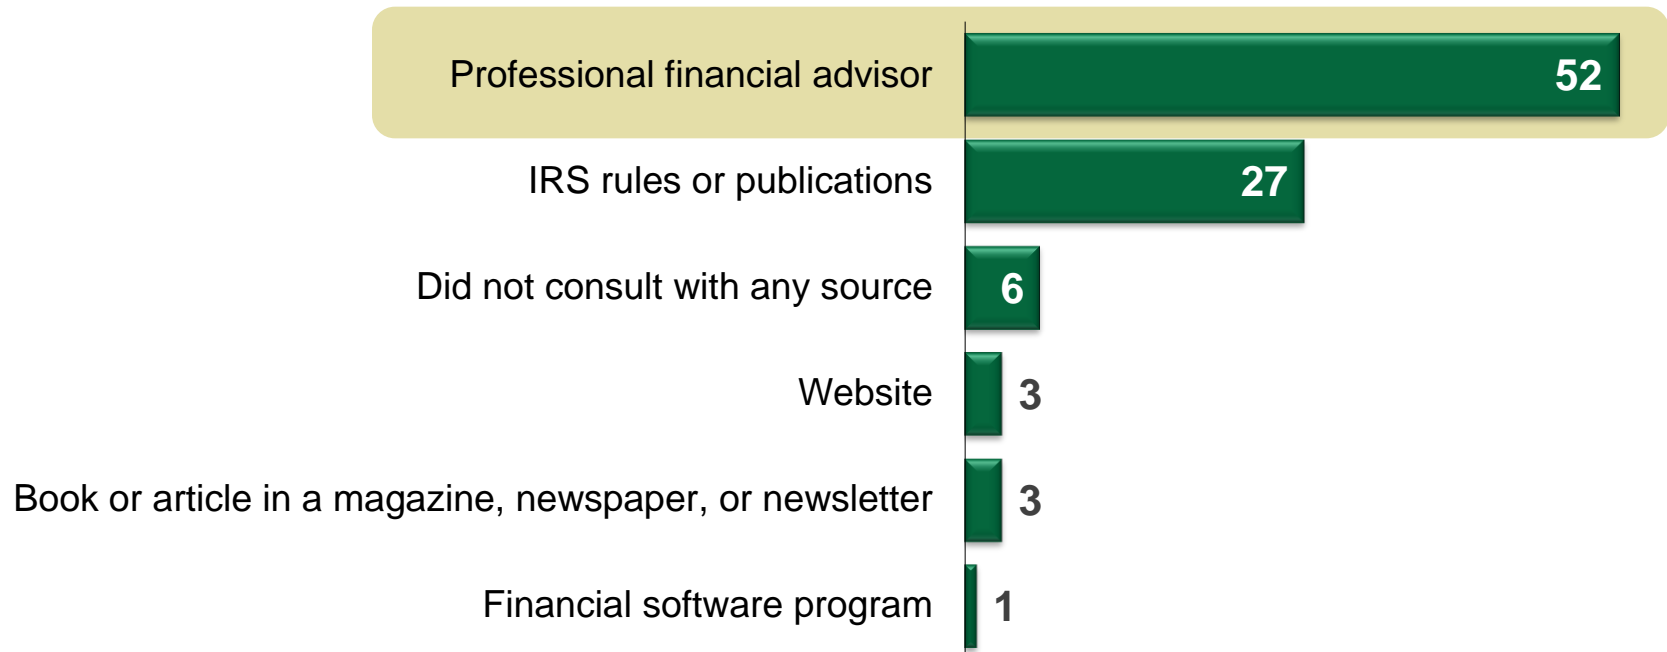 Professional financial advisor 52
IRS rules or publications 27
Did not consult with any source 6
Website 3
Book or article in a magazine, newspaper, or newsletter 3
Financial software program 1